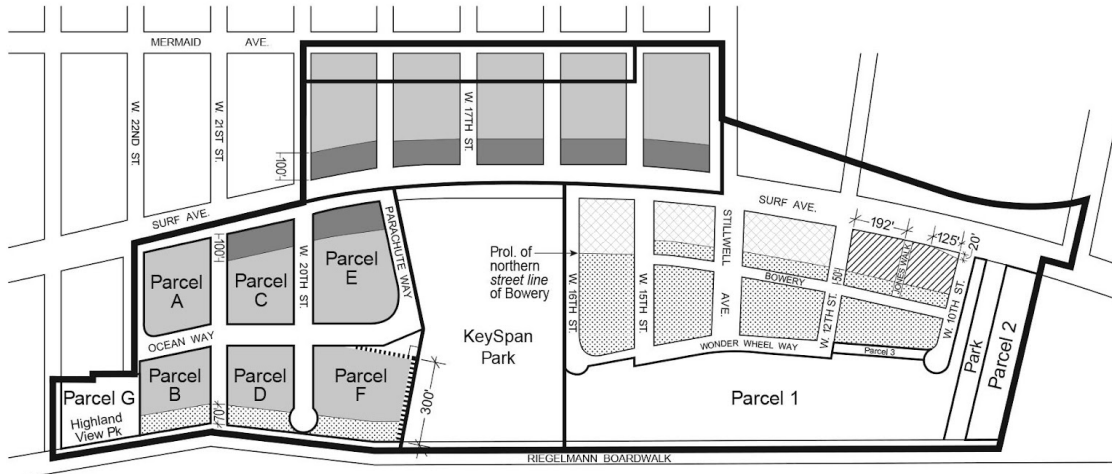 MERMAID AVE.
W. 22ND ST.
W. 21ST ST.
W. 17TH ST.
100'
SURF AVE.
SURF AVE.
192'
125'
20'
100'
Parcel
A
Parcel
C
W. 20TH ST.
Parcel
E
PARACHUTE WAY
Prol. of
northern
street line
of Bowery
W. 16TH ST.
W. 15TH ST.
STILLWELL
AVE.
BOWERY
50'
JONES WALK
W. 12TH ST.
W. 10TH ST.
OCEAN WAY
KeySpan
Park
WONDER WHEEL WAY
Parcel 3
Park
Parcel 2
Parcel G
Highland
View Pk
Parcel
B
70'
Parcel
D
Parcel
F
300'
Parcel 1
RIEGELMANN BOARDWALK